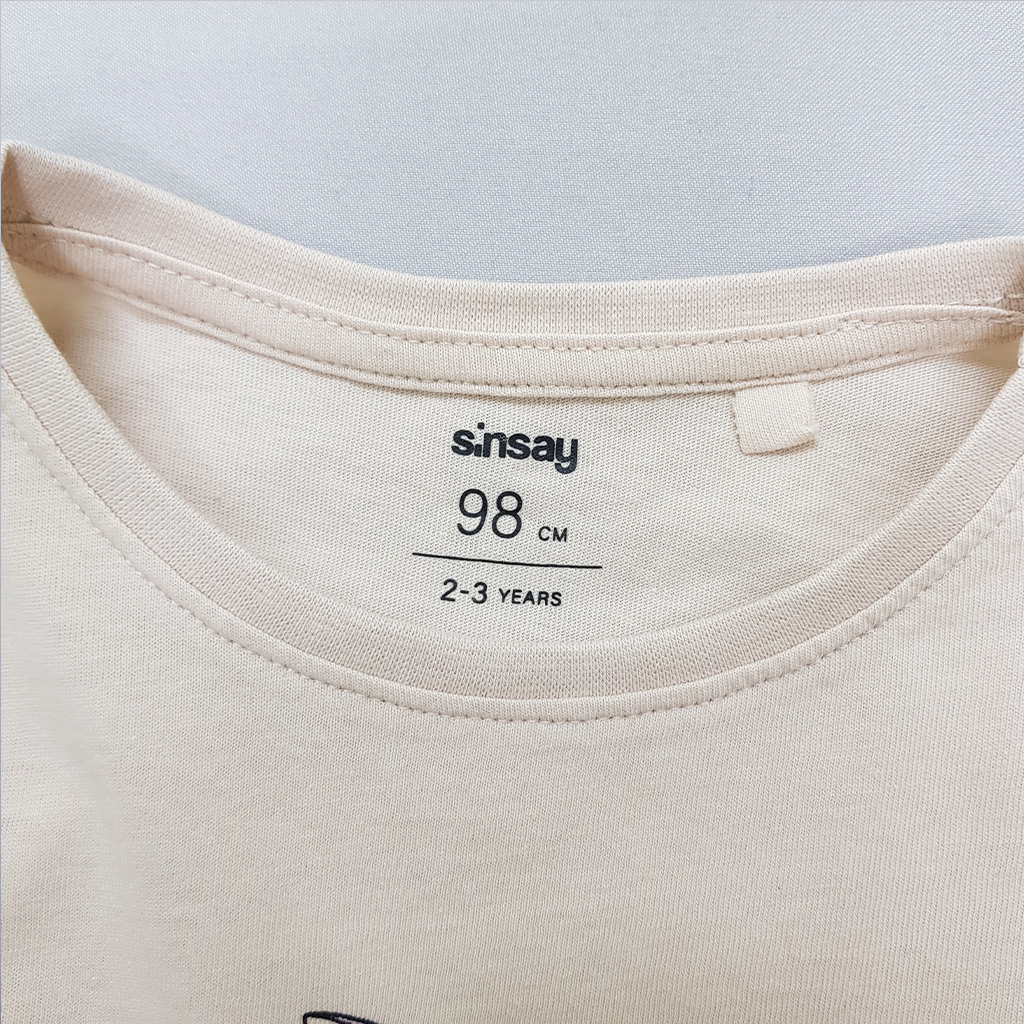 sinsay
98 CM
2-3 YEARS